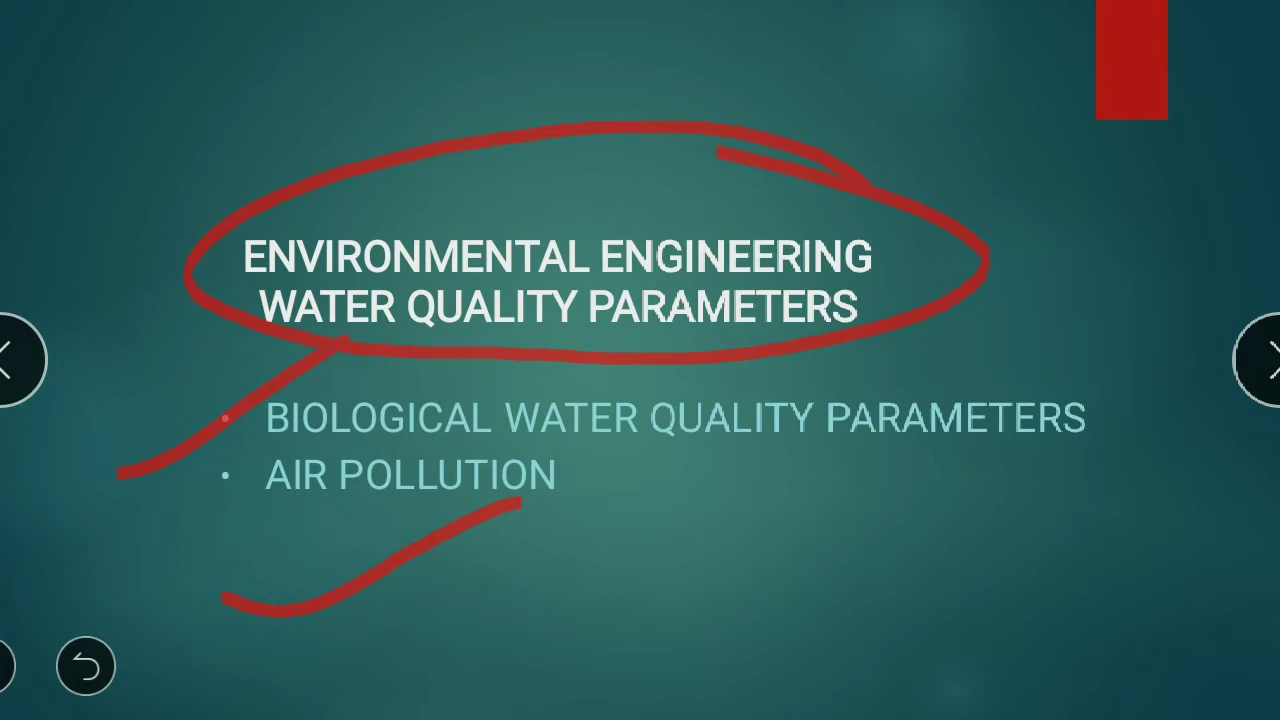 ENVIRONMENTAL ENGINEERING
WATER QUALITY PARAMETERS
• BIOLOGICAL WATER QUALITY PARAMETERS
• AIR POLLUTION